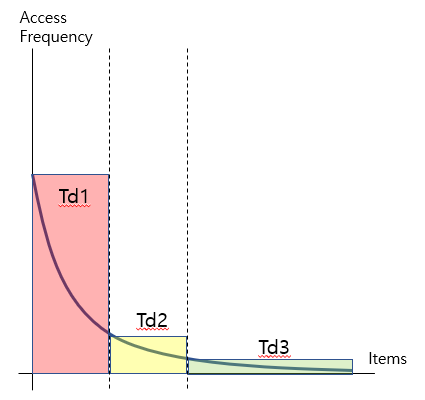 Access
Frequency
Td1
Td2
Td3
Items